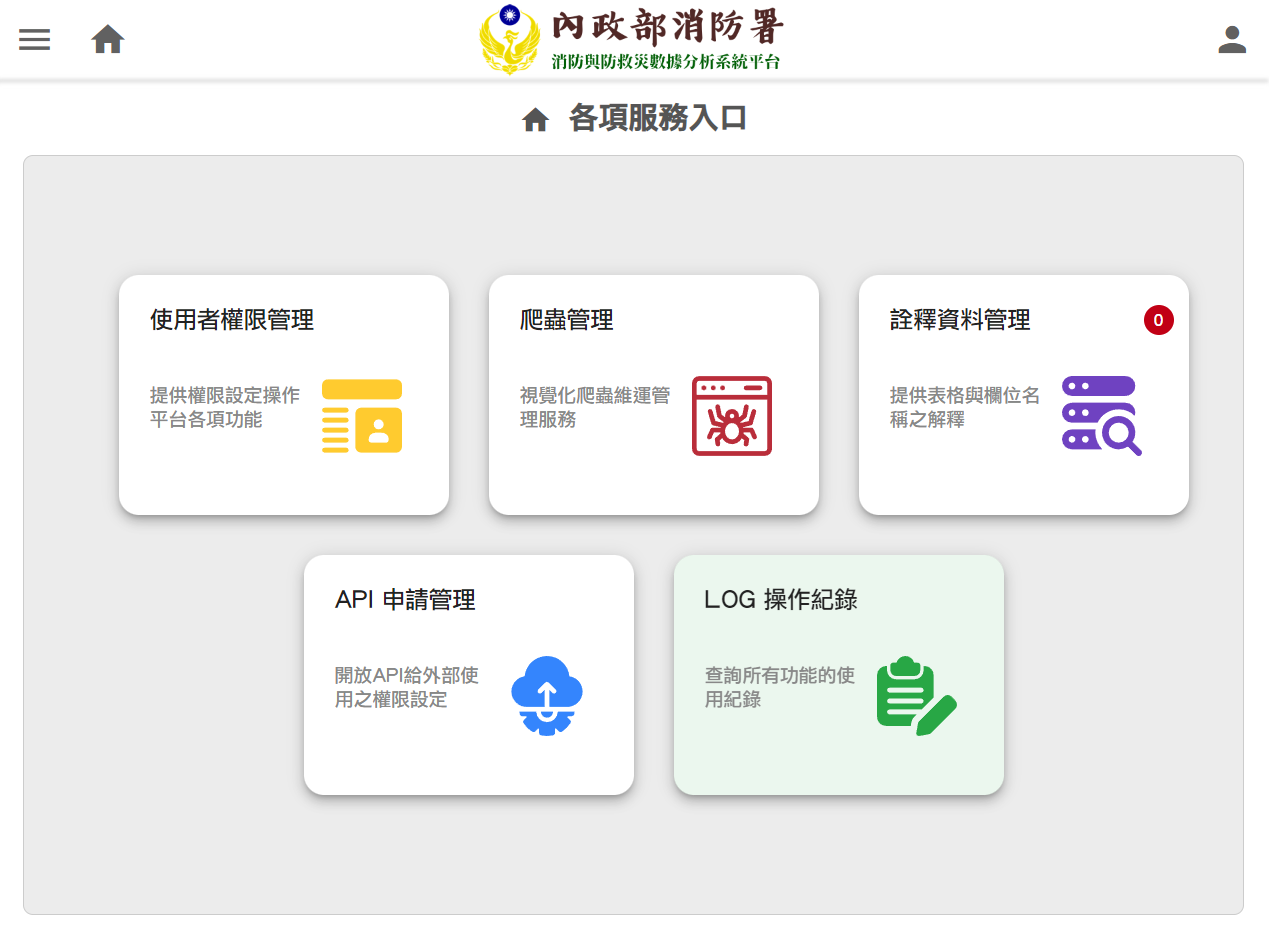 內政部消防署
消防與防救災數據分析系統平台
各項服務入口
使用者權限管理
提供權限設定操作
平台各項功能
爬蟲管理
視覺化爬蟲維運管
理服務
詮釋資料管理
0
提供表格與欄位名
稱之解釋
API 申請管理
開放API給外部使
用之權限設定
LOG 操作紀錄
查詢所有功能的使
用紀錄